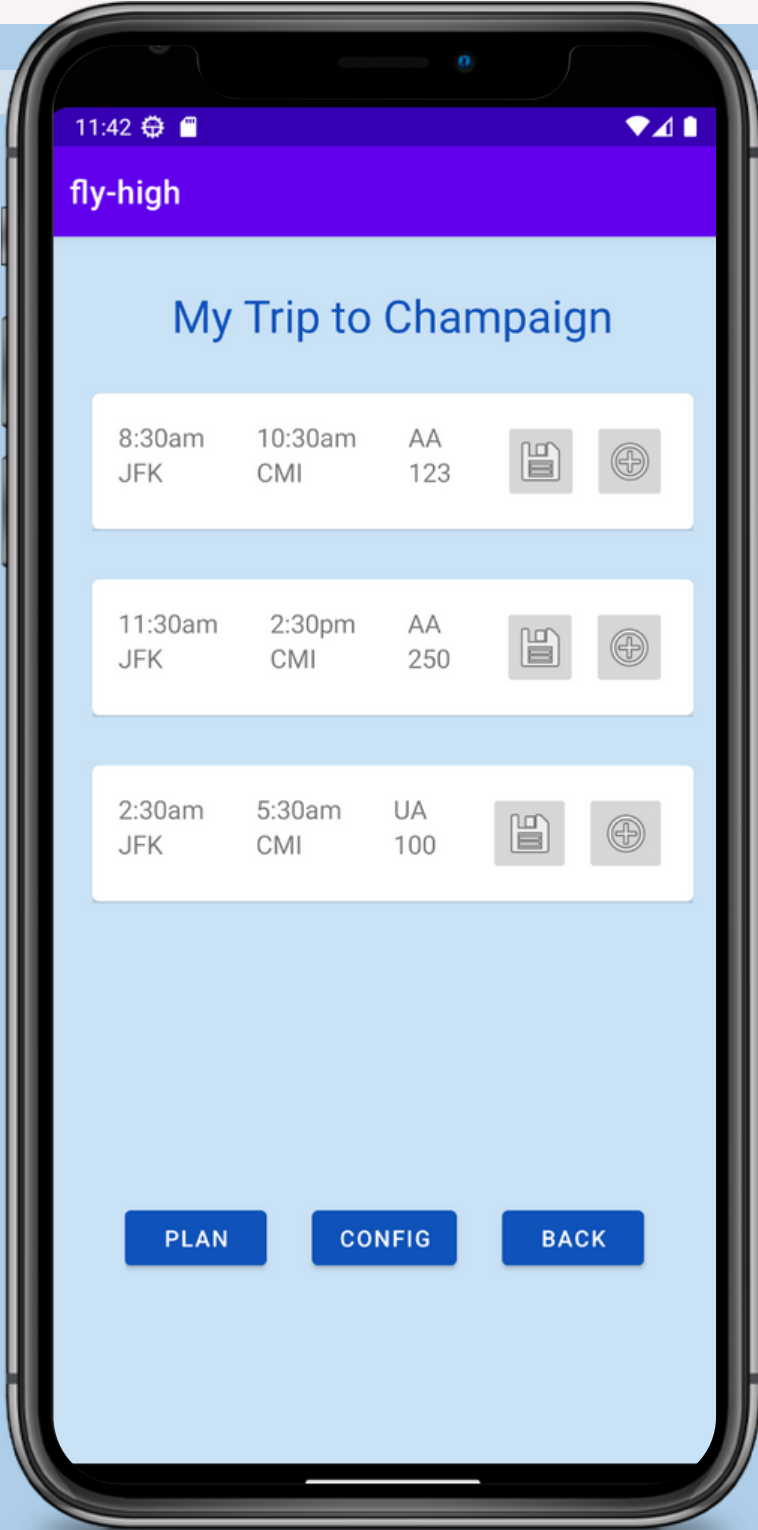 11:42
fly-high
My Trip to Champaign
8:30am 10:30am AA
JFK CMI 123
11:30am 2:30pm AA
JFK CMI 250
2:30am 5:30am UA
JFK CMI 100
PLAN CONFIG BACK